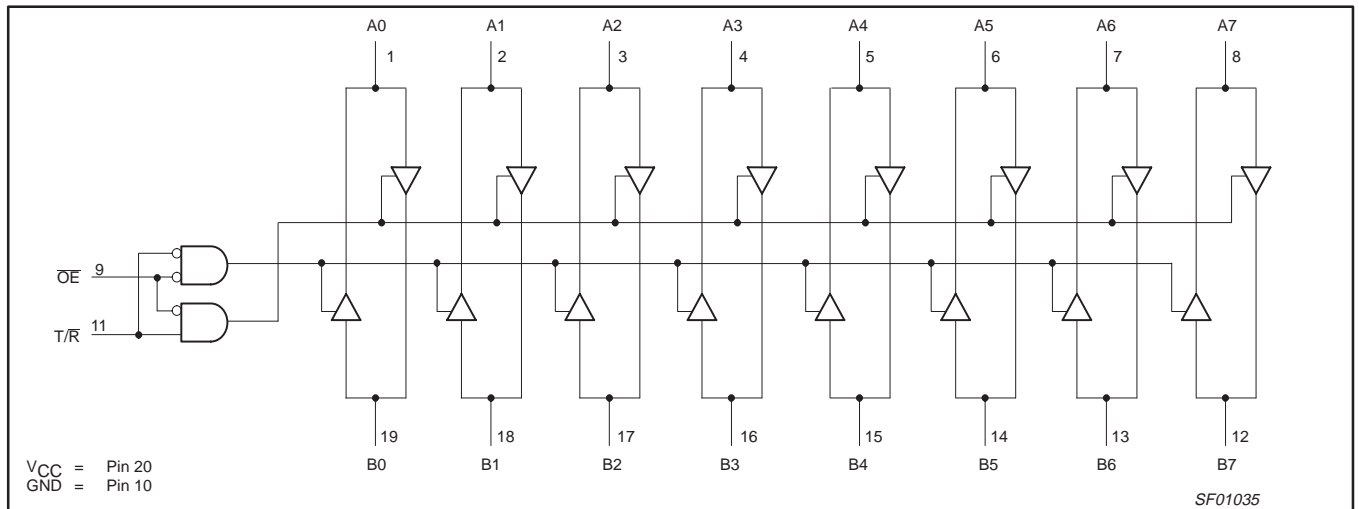 A0 A1 A2 A3 A4 A5 A6 A7
1 2 3 4 5 6 7 8
O̅E̅ 9
T/R̅ 11
19 18 17 16 15 14 13 12
B0 B1 B2 B3 B4 B5 B6 B7
VCC = Pin 20
GND = Pin 10
SF01035